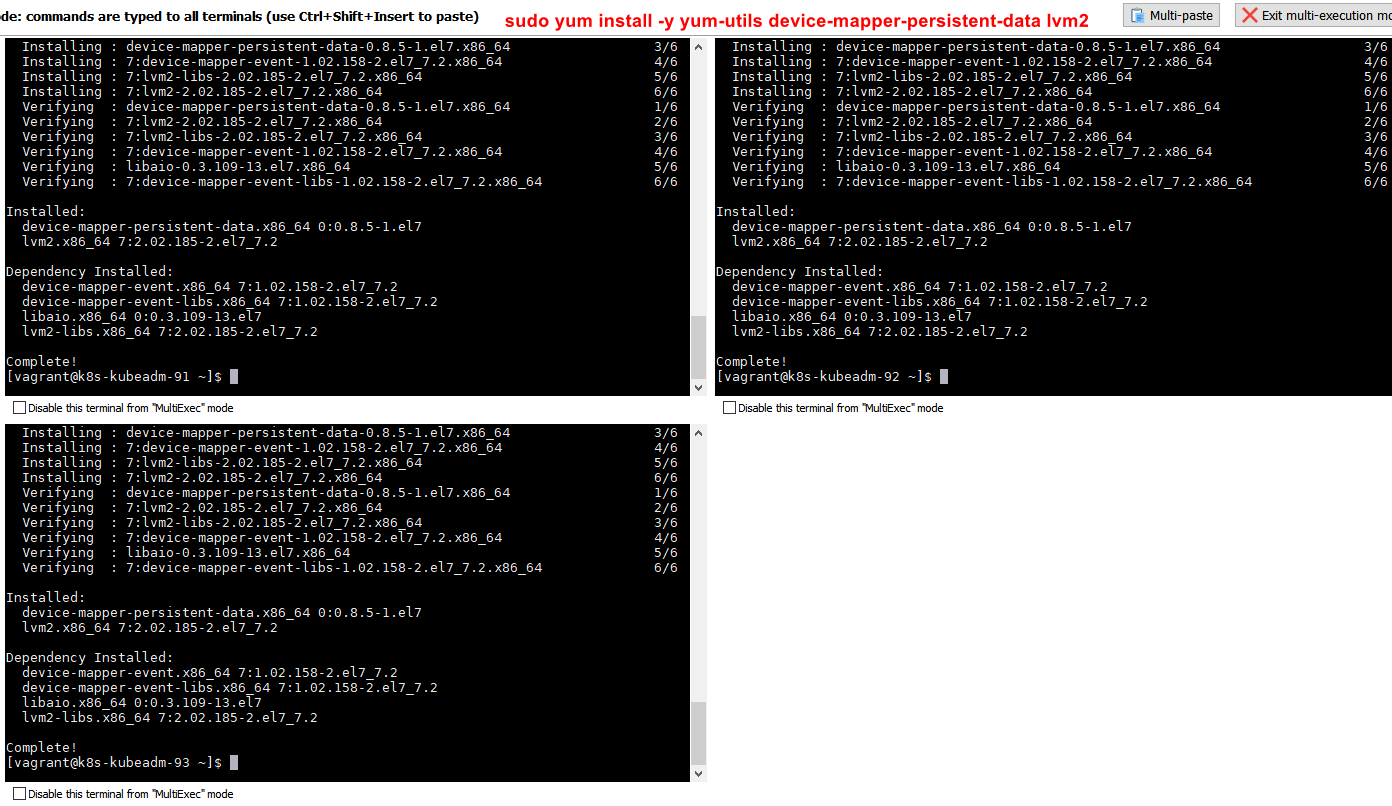 de: commands are typed to all terminals (use Ctrl+Shift+Insert to paste)
sudo yum install -y yum-utils device-mapper-persistent-data lvm2
Multi-paste
Exit multi-execution mo
Installing : device-mapper-persistent-data-0.8.5-1.el7.x86_64 3/6
Installing : 7:device-mapper-event-1.02.158-2.el7_7.2.x86_64 4/6
Installing : 7:lvm2-libs-2.02.185-2.el7_7.2.x86_64 5/6
Installing : 7:lvm2-2.02.185-2.el7_7.2.x86_64 6/6
Verifying : device-mapper-persistent-data-0.8.5-1.el7.x86_64 1/6
Verifying : 7:lvm2-2.02.185-2.el7_7.2.x86_64 2/6
Verifying : 7:lvm2-libs-2.02.185-2.el7_7.2.x86_64 3/6
Verifying : 7:device-mapper-event-1.02.158-2.el7_7.2.x86_64 4/6
Verifying : libaio-0.3.109-13.el7.x86_64 5/6
Verifying : 7:device-mapper-event-libs-1.02.158-2.el7_7.2.x86_64 6/6
Installed:
device-mapper-persistent-data.x86_64 0:0.8.5-1.el7
lvm2.x86_64 7:2.02.185-2.el7_7.2
Dependency Installed:
device-mapper-event.x86_64 7:1.02.158-2.el7_7.2
device-mapper-event-libs.x86_64 7:1.02.158-2.el7_7.2
libaio.x86_64 0:0.3.109-13.el7
lvm2-libs.x86_64 7:2.02.185-2.el7_7.2
Complete!
[vagrant@k8s-kubeadm-91 ~]$
Disable this terminal from "MultiExec" mode
Installing : device-mapper-persistent-data-0.8.5-1.el7.x86_64 3/6
Installing : 7:device-mapper-event-1.02.158-2.el7_7.2.x86_64 4/6
Installing : 7:lvm2-libs-2.02.185-2.el7_7.2.x86_64 5/6
Installing : 7:lvm2-2.02.185-2.el7_7.2.x86_64 6/6
Verifying : device-mapper-persistent-data-0.8.5-1.el7.x86_64 1/6
Verifying : 7:lvm2-2.02.185-2.el7_7.2.x86_64 2/6
Verifying : 7:lvm2-libs-2.02.185-2.el7_7.2.x86_64 3/6
Verifying : 7:device-mapper-event-1.02.158-2.el7_7.2.x86_64 4/6
Verifying : libaio-0.3.109-13.el7.x86_64 5/6
Verifying : 7:device-mapper-event-libs-1.02.158-2.el7_7.2.x86_64 6/6
Installed:
device-mapper-persistent-data.x86_64 0:0.8.5-1.el7
lvm2.x86_64 7:2.02.185-2.el7_7.2
Dependency Installed:
device-mapper-event.x86_64 7:1.02.158-2.el7_7.2
device-mapper-event-libs.x86_64 7:1.02.158-2.el7_7.2
libaio.x86_64 0:0.3.109-13.el7
lvm2-libs.x86_64 7:2.02.185-2.el7_7.2
Complete!
[vagrant@k8s-kubeadm-92 ~]$
Disable this terminal from "MultiExec" mode
Installing : device-mapper-persistent-data-0.8.5-1.el7.x86_64 3/6
Installing : 7:device-mapper-event-1.02.158-2.el7_7.2.x86_64 4/6
Installing : 7:lvm2-libs-2.02.185-2.el7_7.2.x86_64 5/6
Installing : 7:lvm2-2.02.185-2.el7_7.2.x86_64 6/6
Verifying : device-mapper-persistent-data-0.8.5-1.el7.x86_64 1/6
Verifying : 7:lvm2-2.02.185-2.el7_7.2.x86_64 2/6
Verifying : 7:lvm2-libs-2.02.185-2.el7_7.2.x86_64 3/6
Verifying : 7:device-mapper-event-1.02.158-2.el7_7.2.x86_64 4/6
Verifying : libaio-0.3.109-13.el7.x86_64 5/6
Verifying : 7:device-mapper-event-libs-1.02.158-2.el7_7.2.x86_64 6/6
Installed:
device-mapper-persistent-data.x86_64 0:0.8.5-1.el7
lvm2.x86_64 7:2.02.185-2.el7_7.2
Dependency Installed:
device-mapper-event.x86_64 7:1.02.158-2.el7_7.2
device-mapper-event-libs.x86_64 7:1.02.158-2.el7_7.2
libaio.x86_64 0:0.3.109-13.el7
lvm2-libs.x86_64 7:2.02.185-2.el7_7.2
Complete!
[vagrant@k8s-kubeadm-93 ~]$
Disable this terminal from "MultiExec" mode